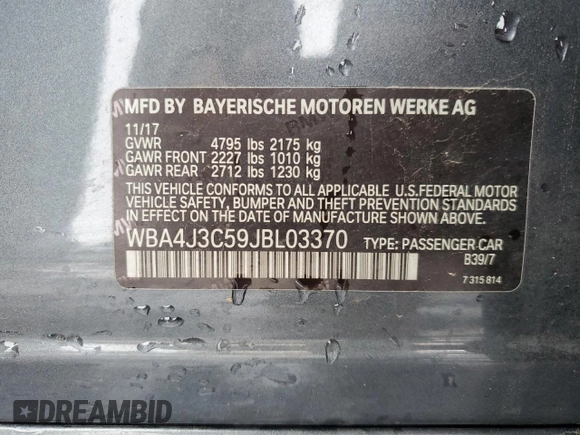 MFD BY BAYERISCHE MOTOREN WERKE AG
11/17
GVWR 4795 lbs 2175 kg
GAWR FRONT 2227 lbs 1010 kg
GAWR REAR 2712 lbs 1230 kg
THIS VEHICLE CONFORMS TO ALL APPLICABLE U.S.FEDERAL MOTOR
VEHICLE SAFETY, BUMPER AND THEFT PREVENTION STANDARDS IN
EFFECT ON THE DATE OF MANUFACTURE SHOWN ABOVE.
WBA4J3C59JBL03370 TYPE: PASSENGER CAR
B39/7
7 315 814
DREAMBID